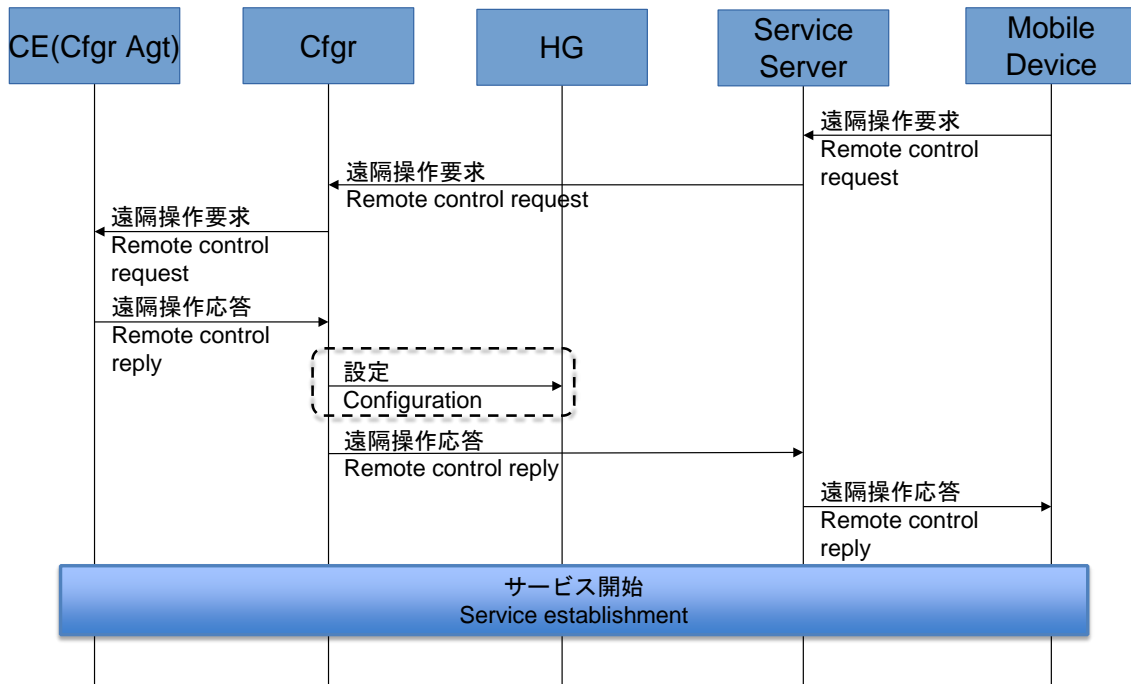 CE(Cfgr Agt)
Cfgr
HG
Service
Server
Mobile
Device
遠隔操作要求
Remote control
request
遠隔操作要求
Remote control request
遠隔操作要求
Remote control
request
遠隔操作応答
Remote control
reply
設定
Configuration
遠隔操作応答
Remote control reply
遠隔操作応答
Remote control
reply
サービス開始
Service establishment